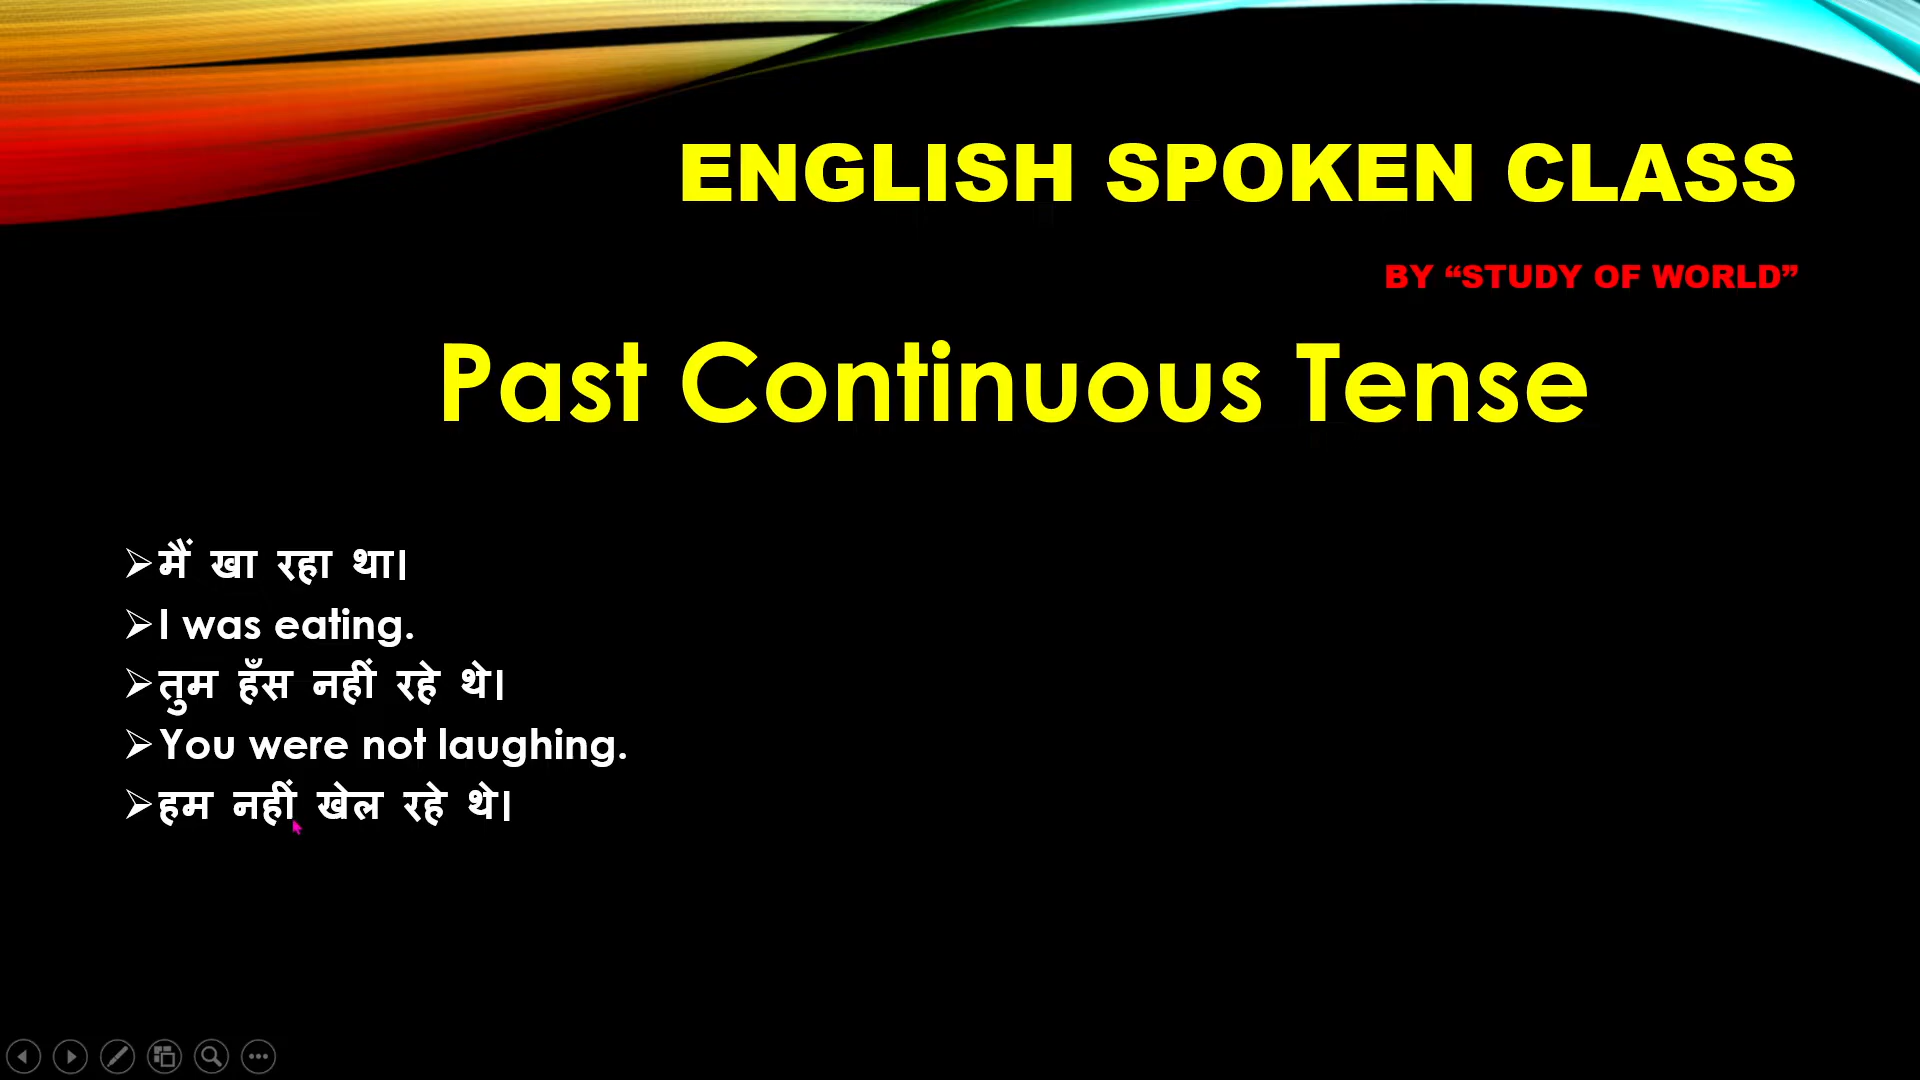 ENGLISH SPOKEN CLASS
BY “STUDY OF WORLD”
Past Continuous Tense
➢मैं खा रहा था।
➢I was eating.
➢तुम हँस नहीं रहे थे।
➢You were not laughing.
➢हम नहीं खेल रहे थे।